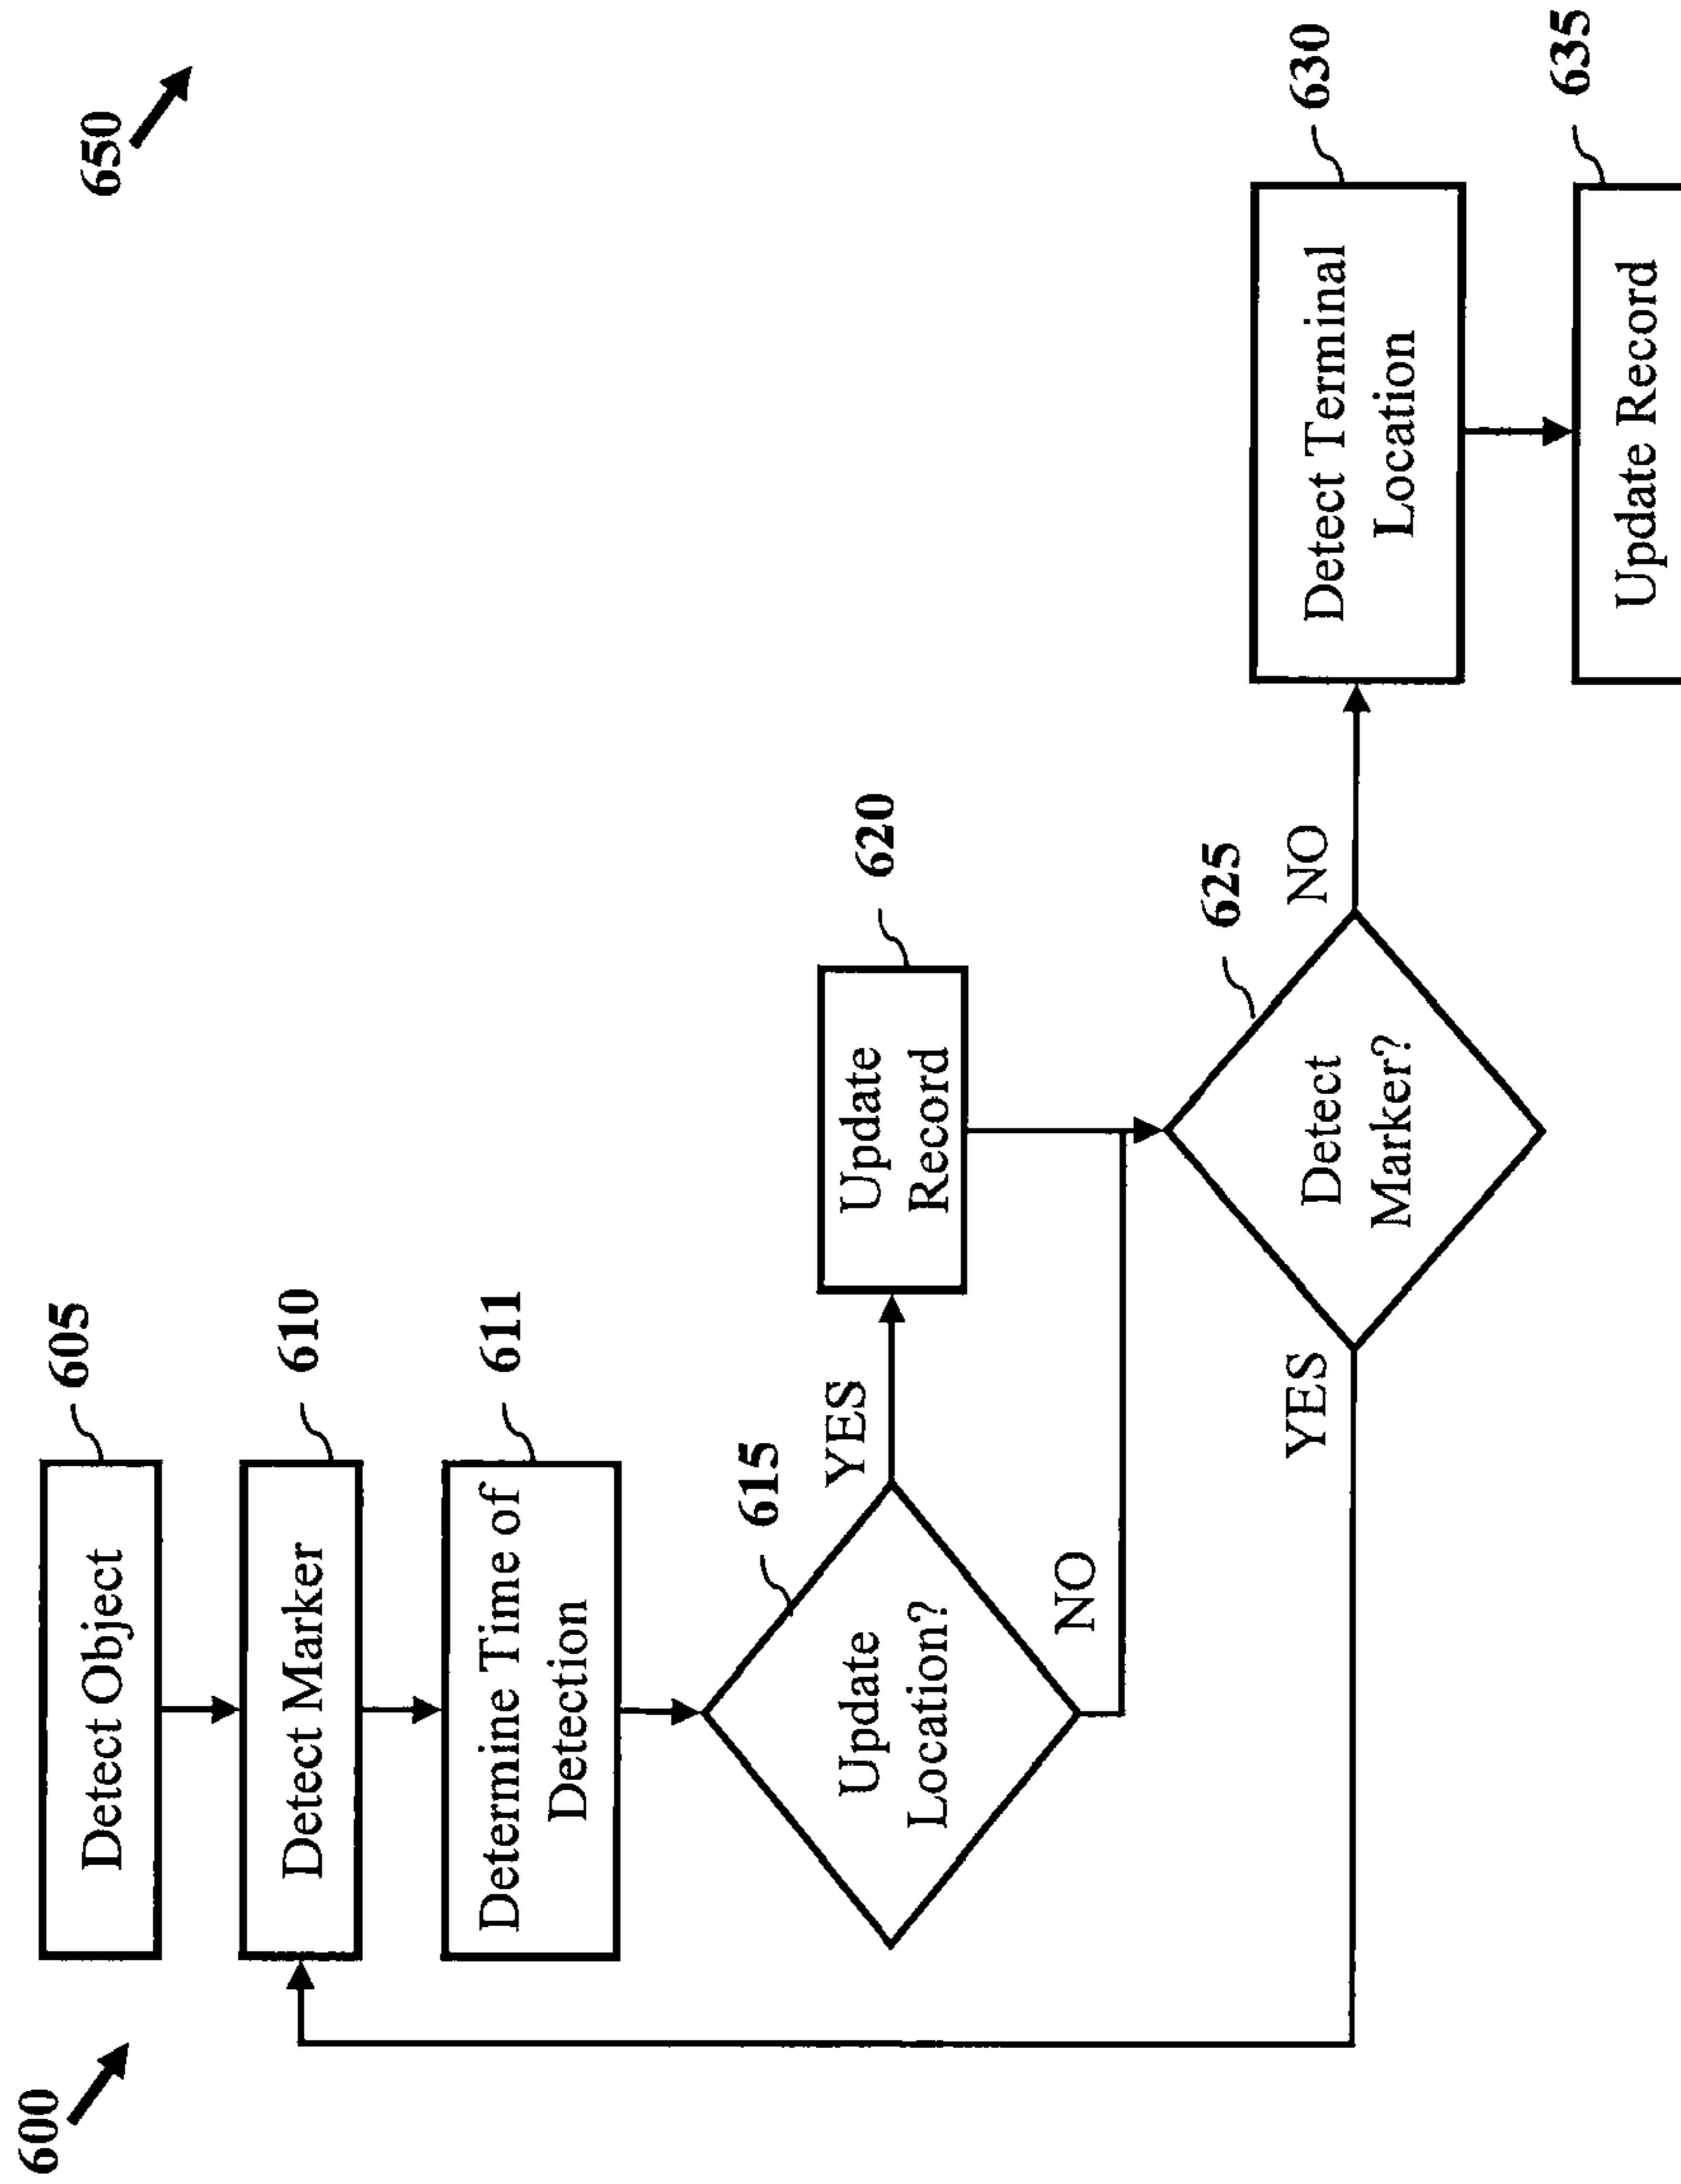 600
650
Detect Object
605
Detect Marker
610
Determine Time of
Detection
611
615
Update
Location?
YES
NO
Update
Record
620
625
Detect
Marker?
YES
NO
Detect Terminal
Location
630
Update Record
635